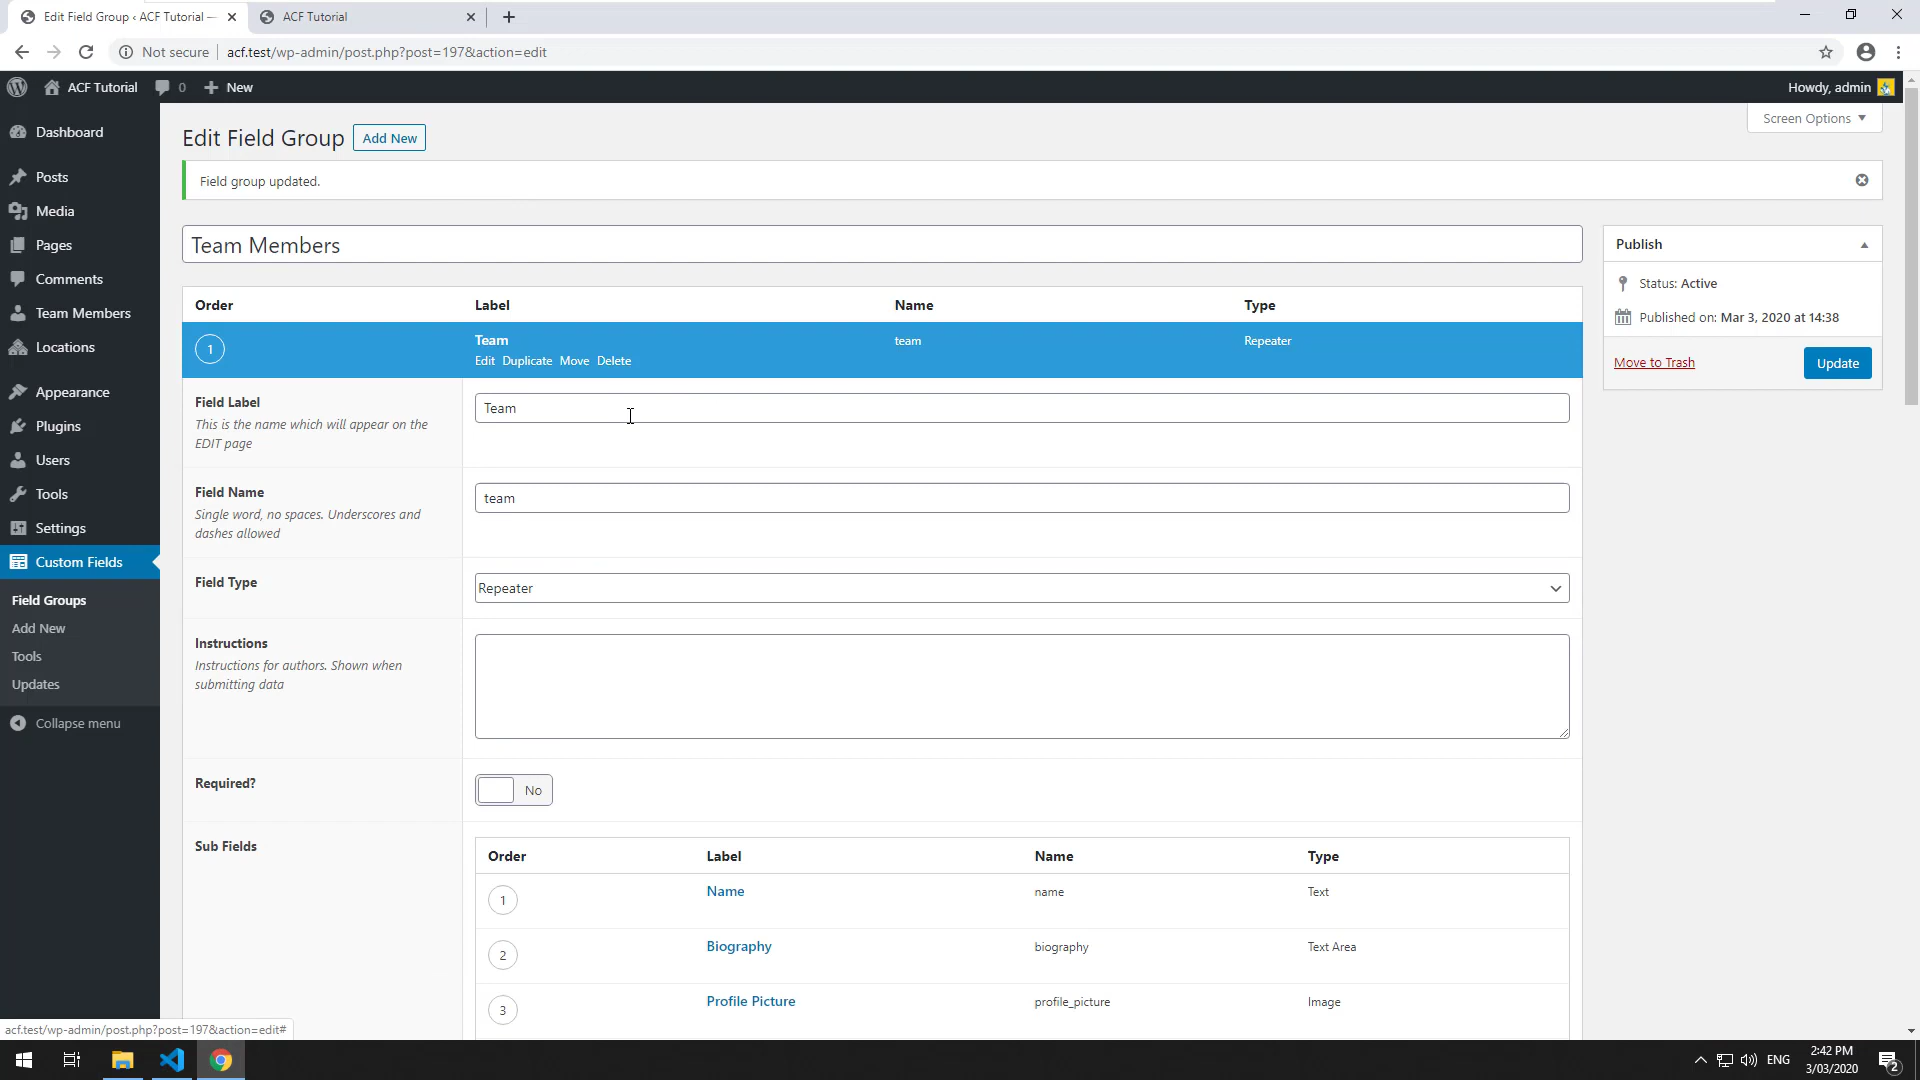 Edit Field Group ‹ ACF Tutorial —
ACF Tutorial
Not secure
acf.test/wp-admin/post.php?post=197&action=edit
ACF Tutorial
0
New
Howdy, admin
Dashboard
Posts
Media
Pages
Comments
Team Members
Locations
Appearance
Plugins
Users
Tools
Settings
Custom Fields
Field Groups
Add New
Tools
Updates
Collapse menu
Edit Field Group
Add New
Screen Options
Field group updated.
Team Members
Order Label Name Type
1 Team team Repeater
Edit Duplicate Move Delete
Field Label
This is the name which will appear on the
EDIT page
Team
Field Name
Single word, no spaces. Underscores and
dashes allowed
team
Field Type
Repeater
Instructions
Instructions for authors. Shown when
submitting data
Required?
No
Sub Fields
Order Label Name Type
1 Name name Text
2 Biography biography Text Area
3 Profile Picture profile_picture Image
Publish
Status: Active
Published on: Mar 3, 2020 at 14:38
Move to Trash
Update
acf.test/wp-admin/post.php?post=197&action=edit#
ENG
2:42 PM
3/03/2020
2